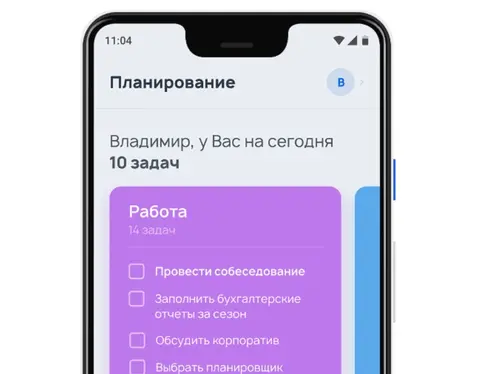 11:04
Планирование
В
Владимир, у Вас на сегодня
10 задач
Работа
14 задач
Провести собеседование
Заполнить бухгалтерские
отчеты за сезон
Обсудить корпоратив
Выбрать планировщик